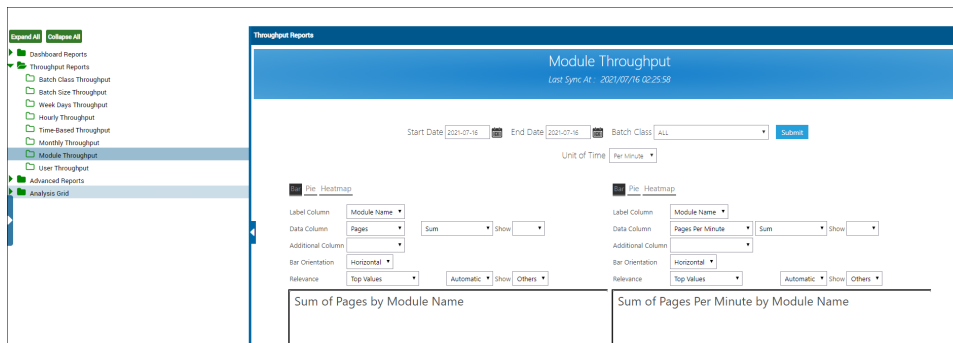 Expand All Collapse All
Dashboard Reports
Throughput Reports
Batch Class Throughput
Batch Size Throughput
Week Days Throughput
Hourly Throughput
Time-Based Throughput
Monthly Throughput
Module Throughput
User Throughput
Advanced Reports
Analysis Grid
Throughput Reports
Module Throughput
Last Sync At : 2021/07/16 02:25:58
Start Date 2021-07-16 End Date 2021-07-16 Batch Class ALL Submit
Unit of Time Per Minute
Bar Pie Heatmap
Label Column Module Name
Data Column Pages Sum Show
Additional Column
Bar Orientation Horizontal
Relevance Top Values Automatic Show Others
Sum of Pages by Module Name
Bar Pie Heatmap
Label Column Module Name
Data Column Pages Per Minute Sum Show
Additional Column
Bar Orientation Horizontal
Relevance Top Values Automatic Show Others
Sum of Pages Per Minute by Module Name